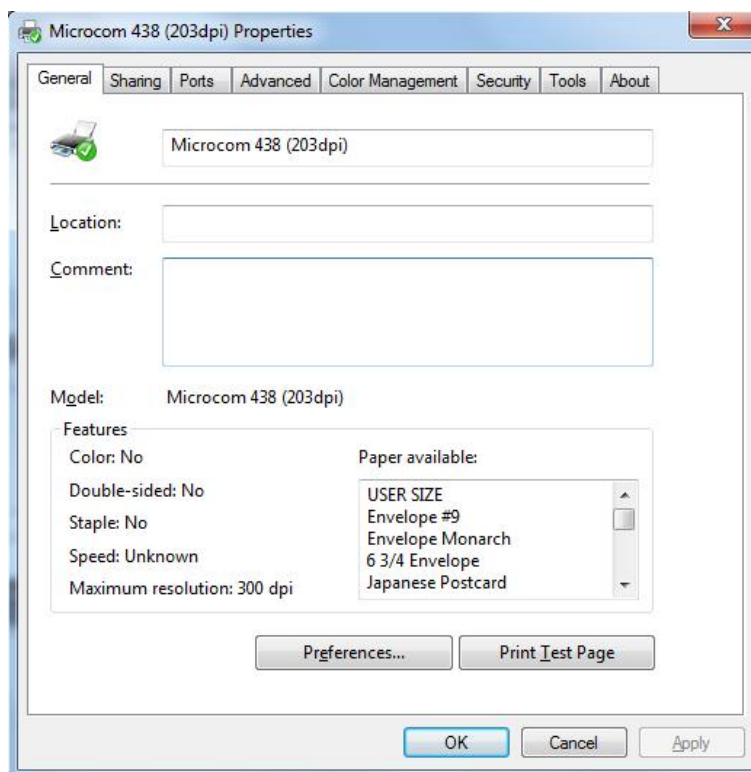 Microcom 438 (203dpi) Properties
General Sharing Ports Advanced Color Management Security Tools About
Microcom 438 (203dpi)
Location:
Comment:
Model: Microcom 438 (203dpi)
Features
Color: No
Double-sided: No
Staple: No
Speed: Unknown
Maximum resolution: 300 dpi
Paper available:
USER SIZE
Envelope #9
Envelope Monarch
6 3/4 Envelope
Japanese Postcard
Preferences... Print Test Page
OK Cancel Apply